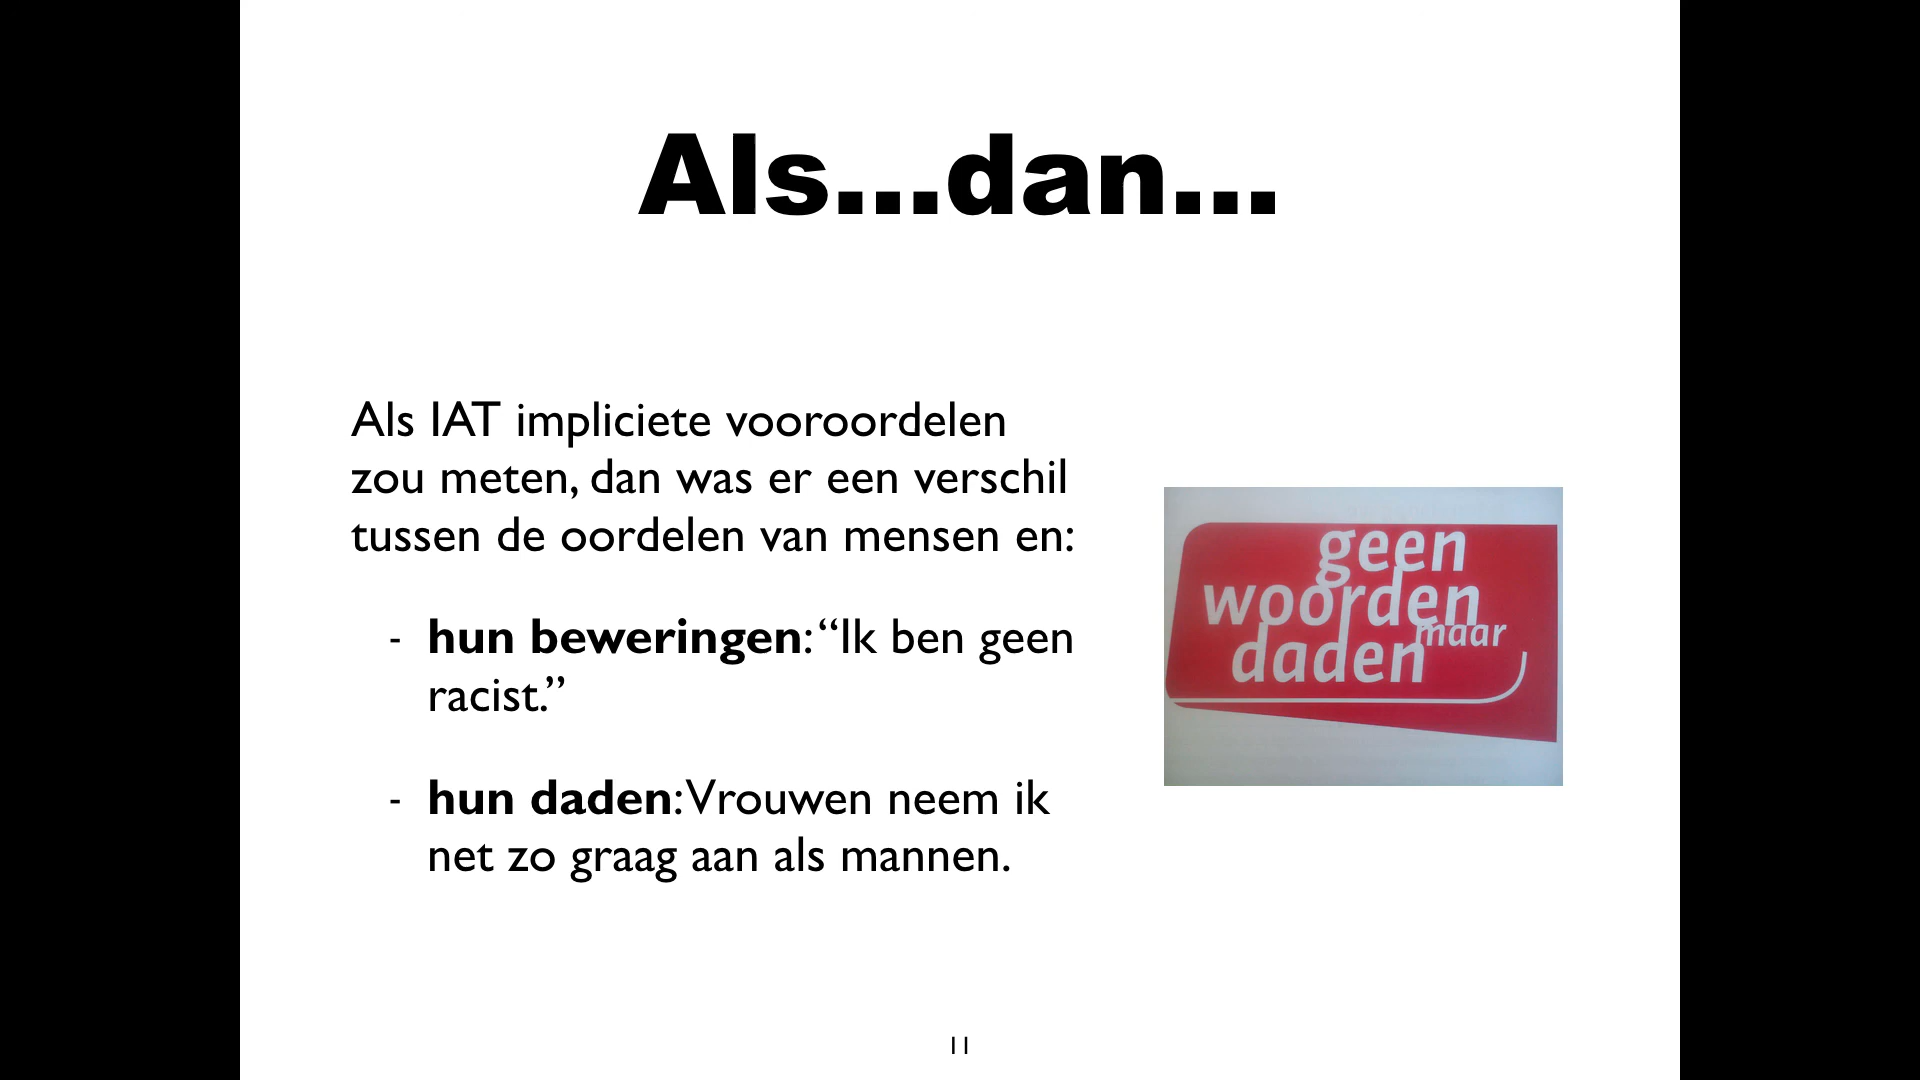 Als...dan...
Als IAT impliciete vooroordelen
zou meten, dan was er een verschil
tussen de oordelen van mensen en:
- hun beweringen: “Ik ben geen
racist.”
- hun daden: Vrouwen neem ik
net zo graag aan als mannen.
geen
woorden
maar
daden
11